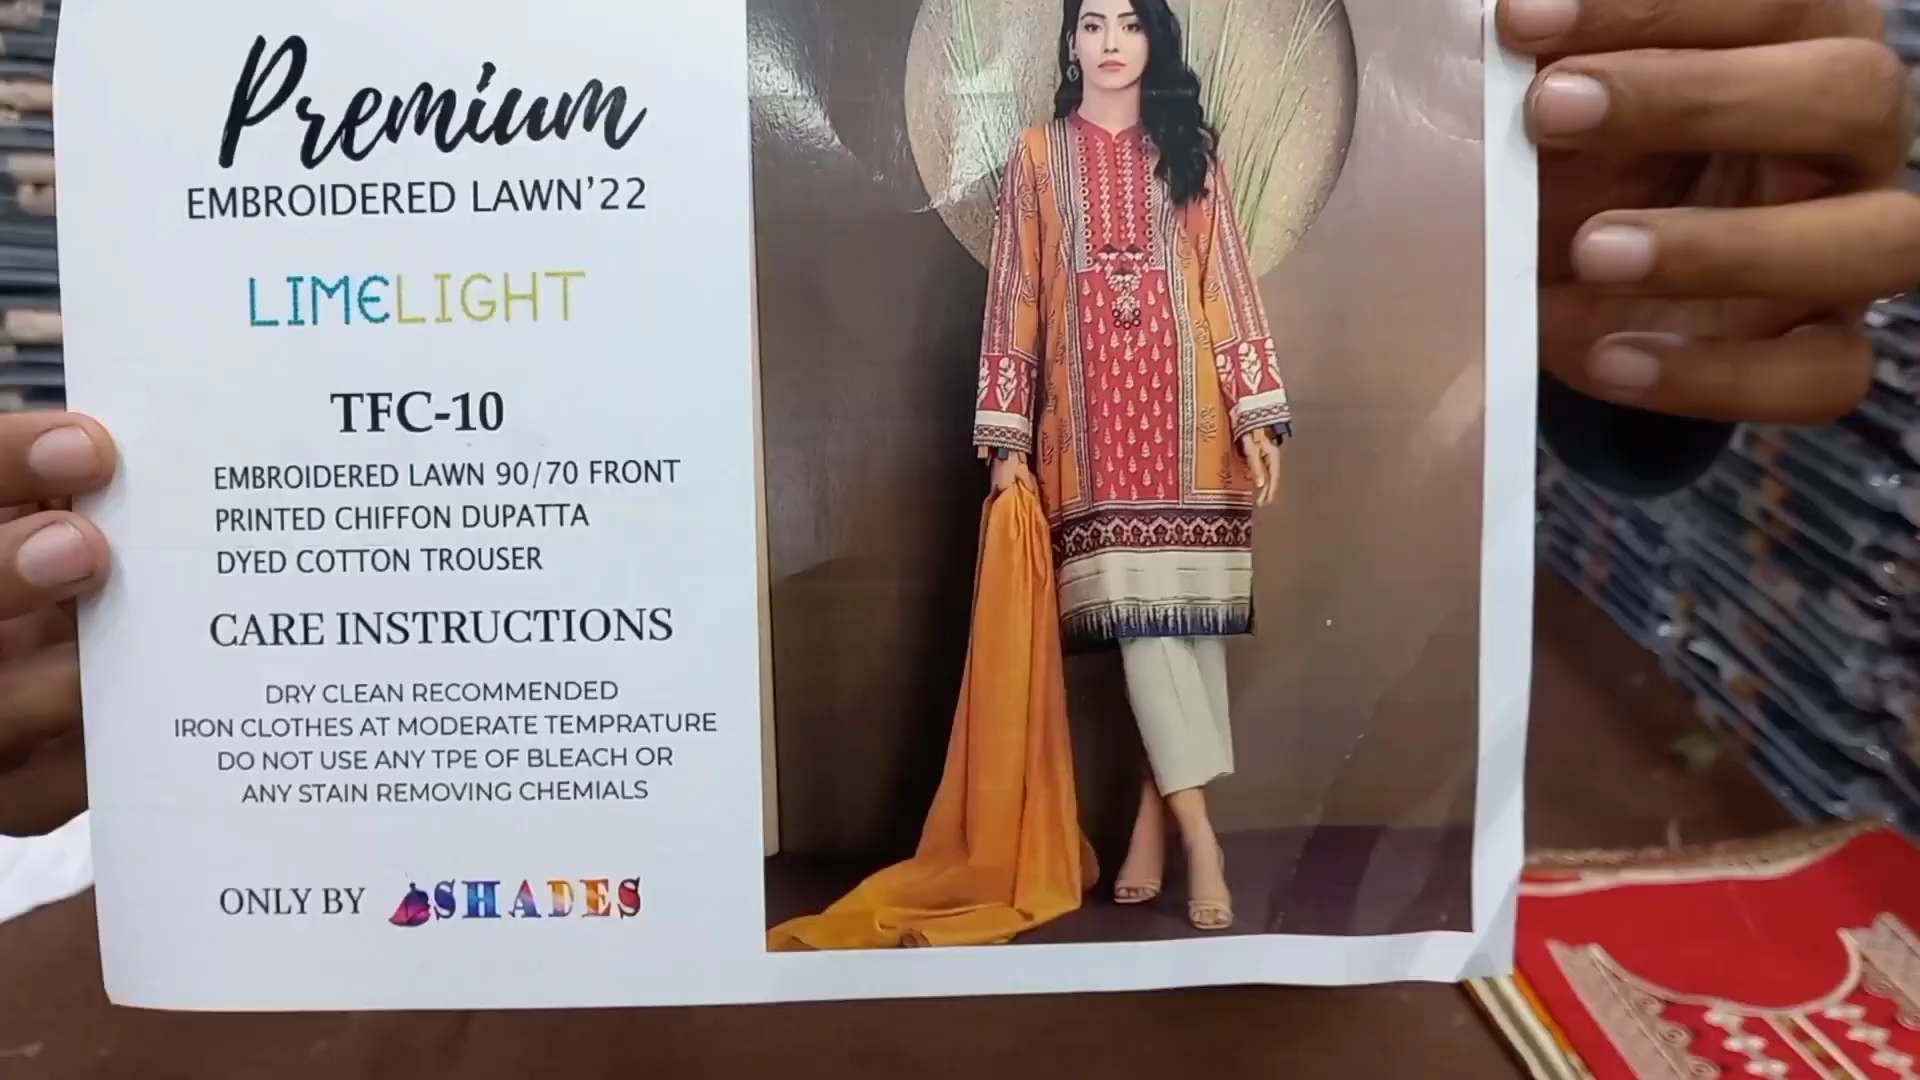 Premium
EMBROIDERED LAWN'22
LIMELIGHT
TFC-10
EMBROIDERED LAWN 90/70 FRONT
PRINTED CHIFFON DUPATTA
DYED COTTON TROUSER
CARE INSTRUCTIONS
DRY CLEAN RECOMMENDED
IRON CLOTHES AT MODERATE TEMPRATURE
DO NOT USE ANY TPE OF BLEACH OR
ANY STAIN REMOVING CHEMIALS
ONLY BY SHADES